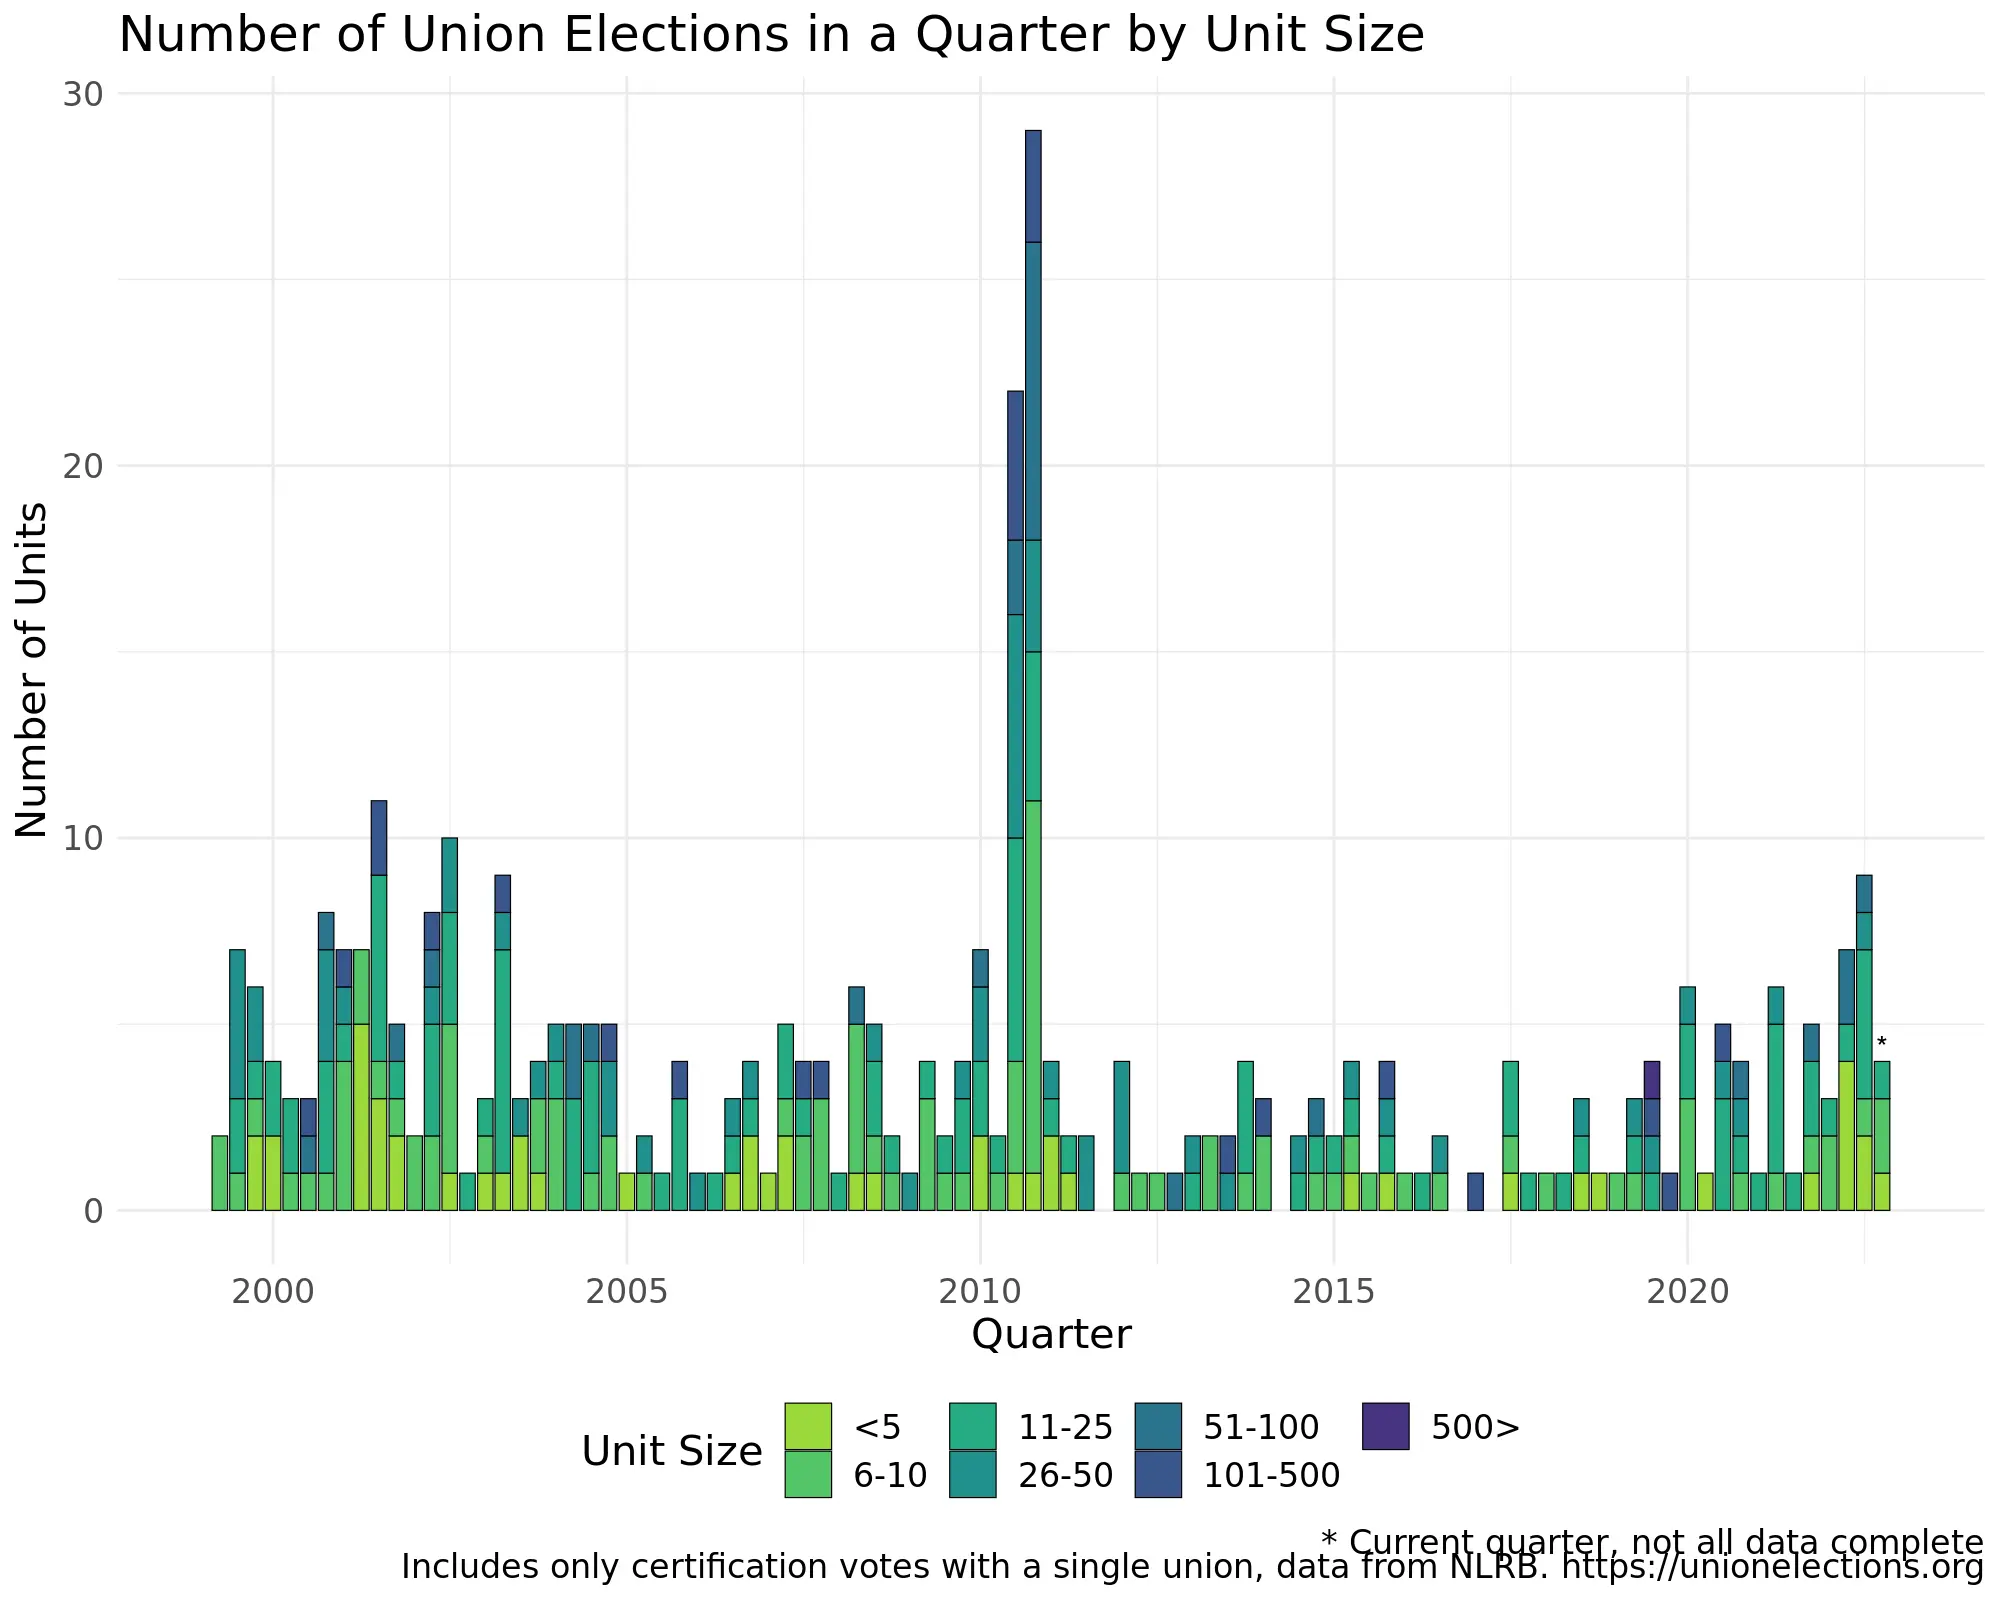 Number of Union Elections in a Quarter by Unit Size
Number of Units
30
20
10
0
2000 2005 2010 2015 2020
Quarter
Unit Size
<5 11-25 51-100 500>
6-10 26-50 101-500
*
* Current quarter, not all data complete
Includes only certification votes with a single union, data from NLRB. https://unionelections.org